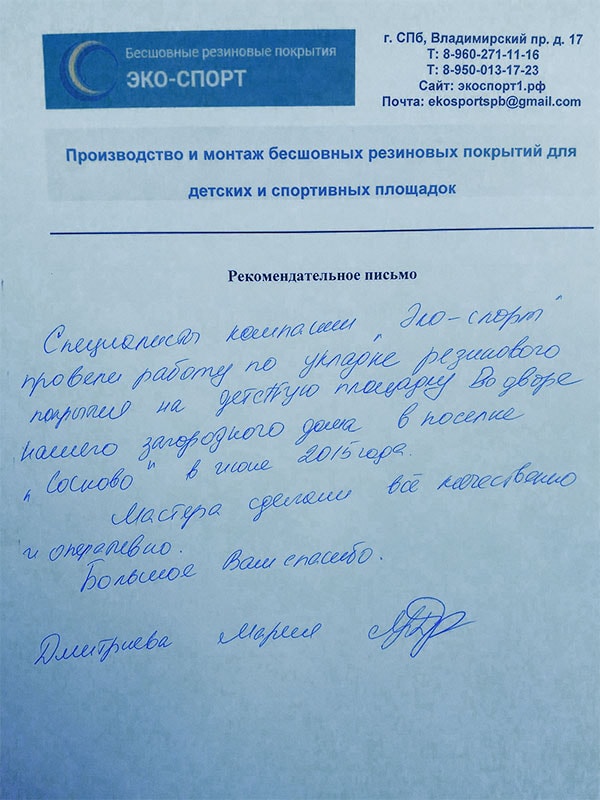 Бесшовные резиновые покрытия
ЭКО-СПОРТ
г. СПб, Владимирский пр. д. 17
Т: 8-960-271-11-16
Т: 8-950-013-17-23
Сайт: экоспорт1.рф
Почта: ekosportspb@gmail.com
Производство и монтаж бесшовных резиновых покрытий для
детских и спортивных площадок
Рекомендательное письмо
Специалисты компании "Эко-спорт"
провели работу по укладке резинового
покрытия на детскую площадку Во дворе
нашего загородного дома в поселке
"Сосново" в июне 2015 года.
Мастера сделали всё качественно
и оперативно.
Большое Вам спасибо.
Дмитриева Мария